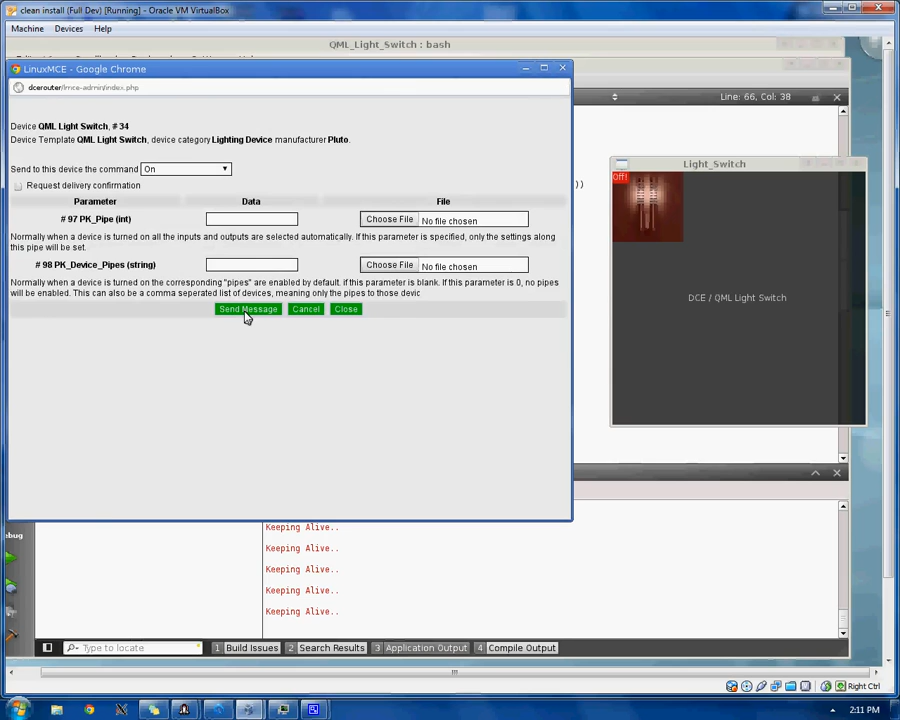 clean install (Full Dev) [Running] - Oracle VM VirtualBox
Machine Devices Help
QML_Light_Switch : bash
LinuxMCE - Google Chrome
dcerouter/lmce-admin/index.php
Line: 66, Col: 38
Device QML Light Switch, # 34
Device Template QML Light Switch, device category Lighting Device manufacturer Pluto.
Send to this device the command On
Request delivery confirmation
Parameter Data File
# 97 PK_Pipe (int) Choose File No file chosen
Normally when a device is turned on all the inputs and outputs are selected automatically. If this parameter is specified, only the settings along
this pipe will be set.
# 98 PK_Device_Pipes (string) Choose File No file chosen
Normally when a device is turned on the corresponding "pipes" are enabled by default. if this parameter is blank. If this parameter is 0, no pipes
will be enabled. This can also be a comma seperated list of devices, meaning only the pipes to those devic
Send Message Cancel Close
))
Light_Switch
Off!
DCE / QML Light Switch
ebug
Keeping Alive..
Keeping Alive..
Keeping Alive..
Keeping Alive..
Keeping Alive..
Type to locate 1 Build Issues 2 Search Results 3 Application Output 4 Compile Output
Right Ctrl
2:11 PM